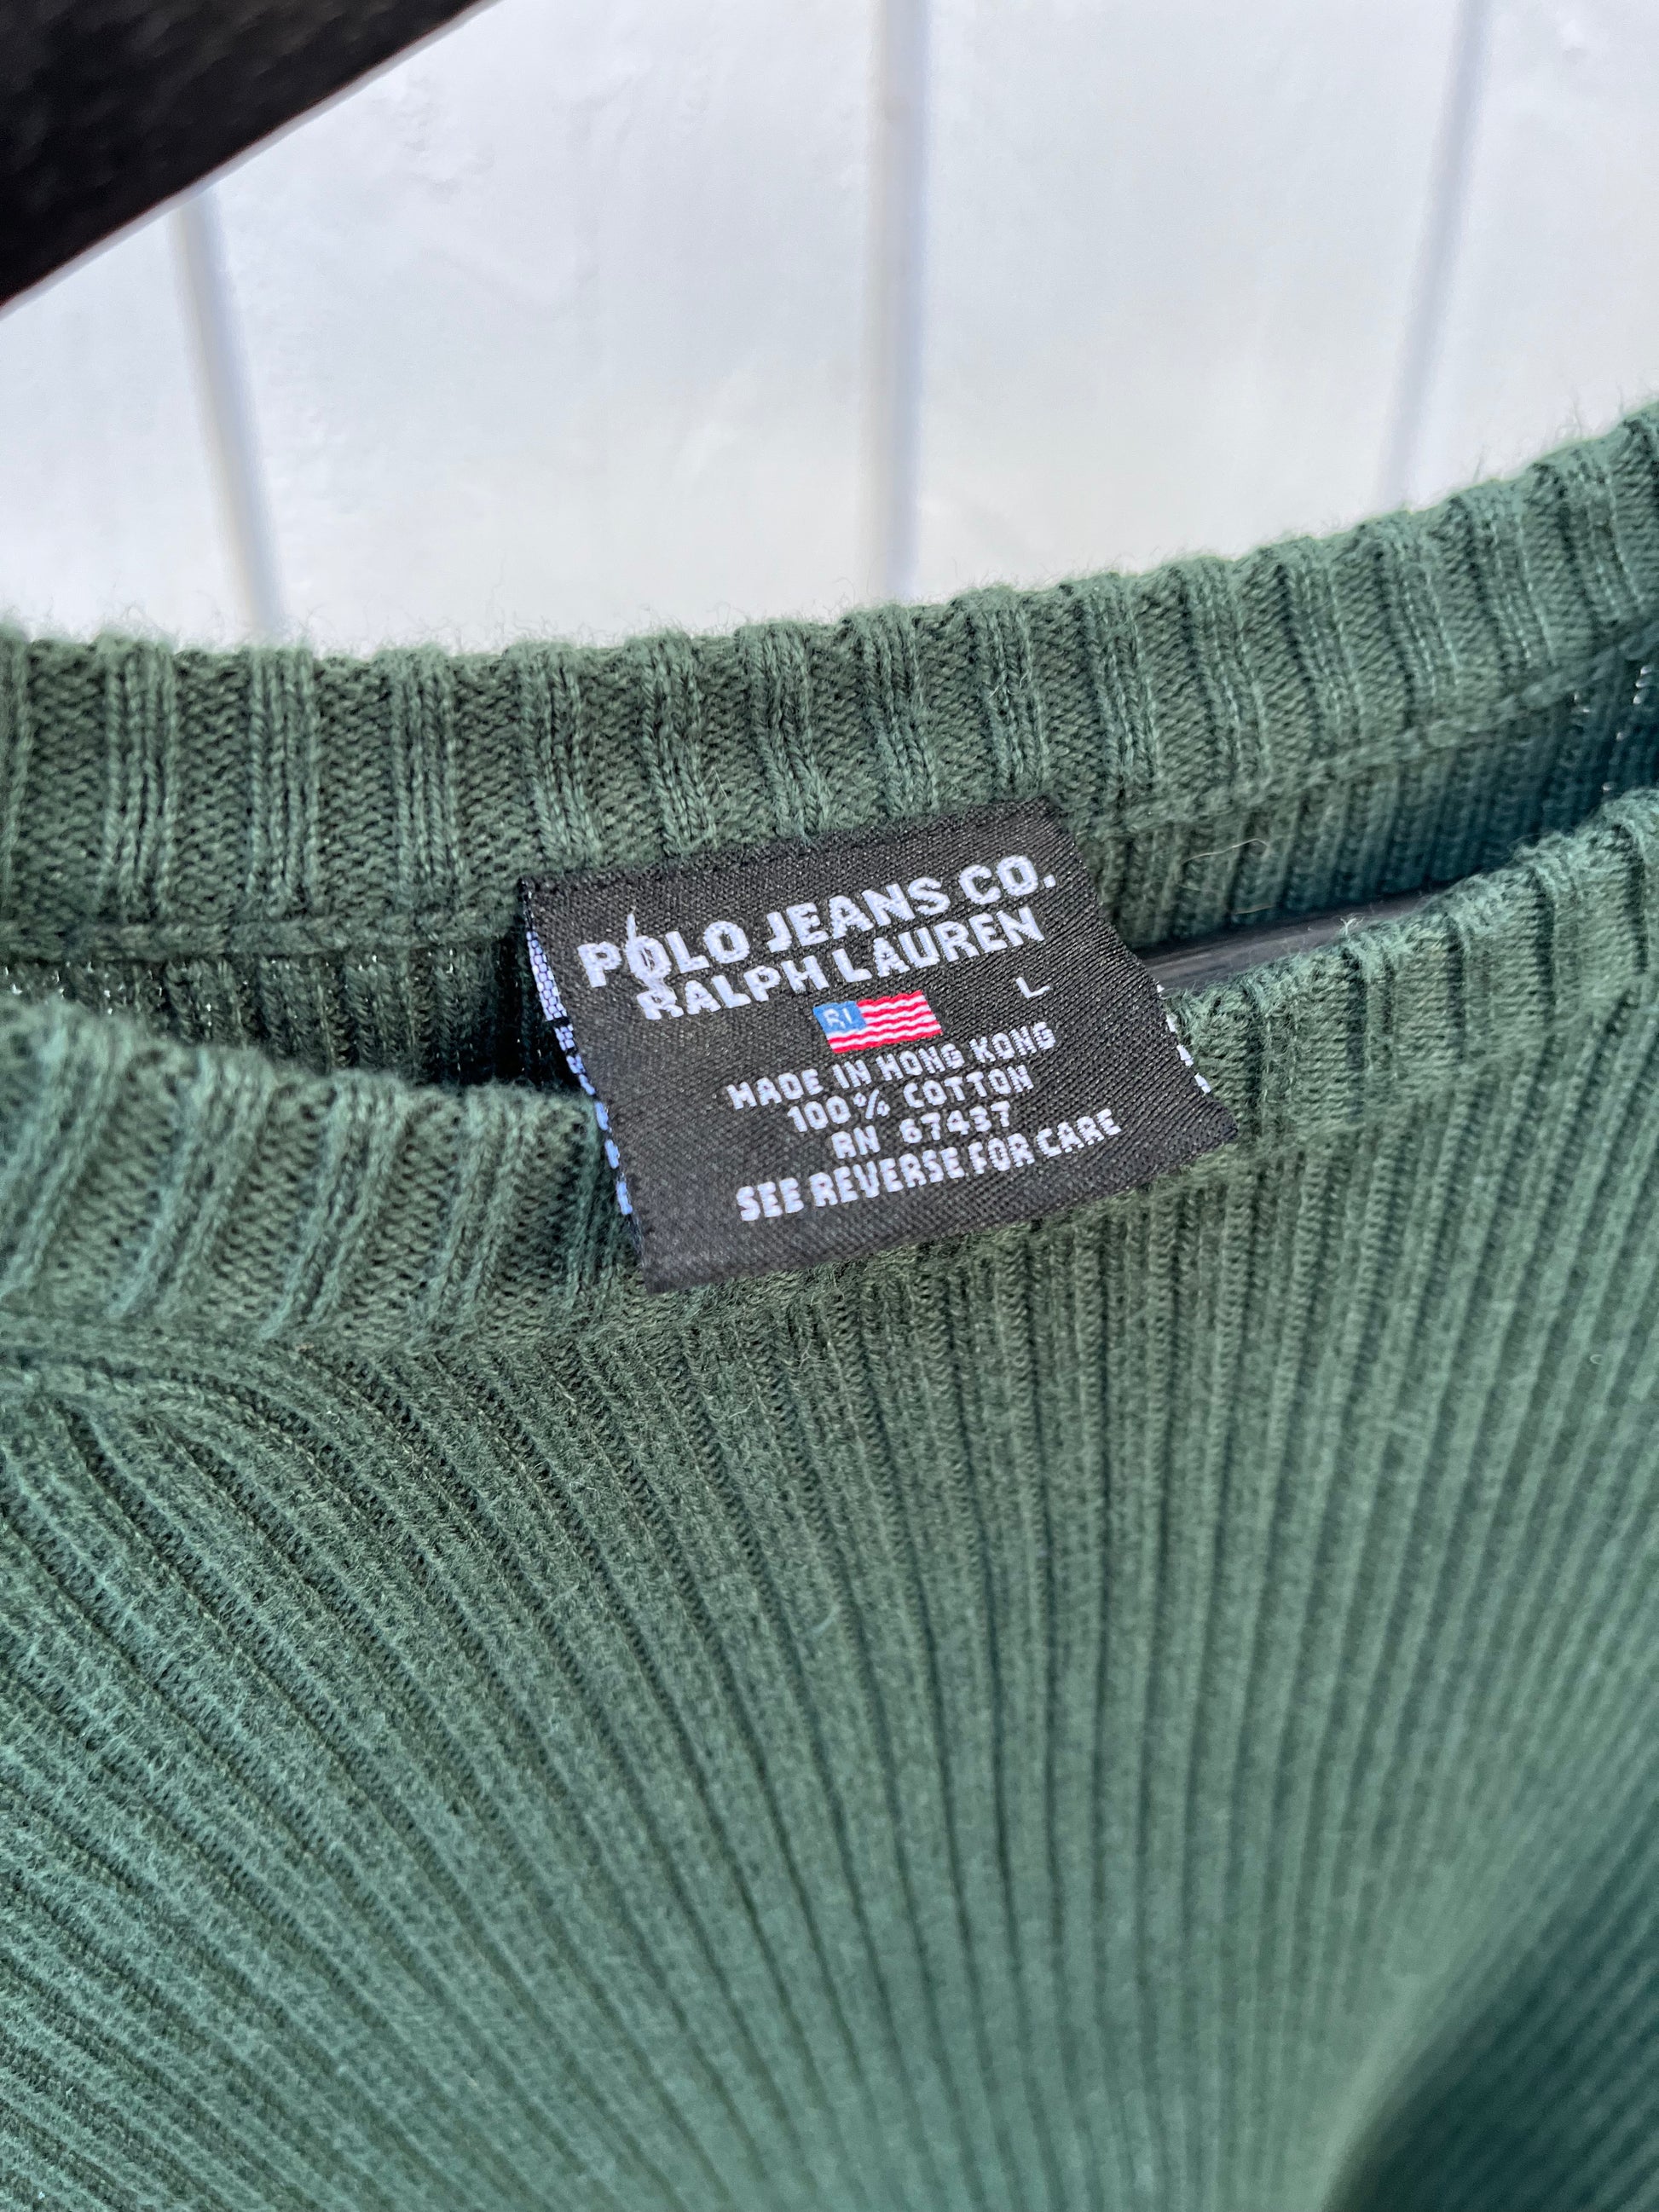 POLO JEANS CO.
RALPH LAUREN
L
RL
MADE IN HONG KONG
100% COTTON
RN 67437
SEE REVERSE FOR CARE